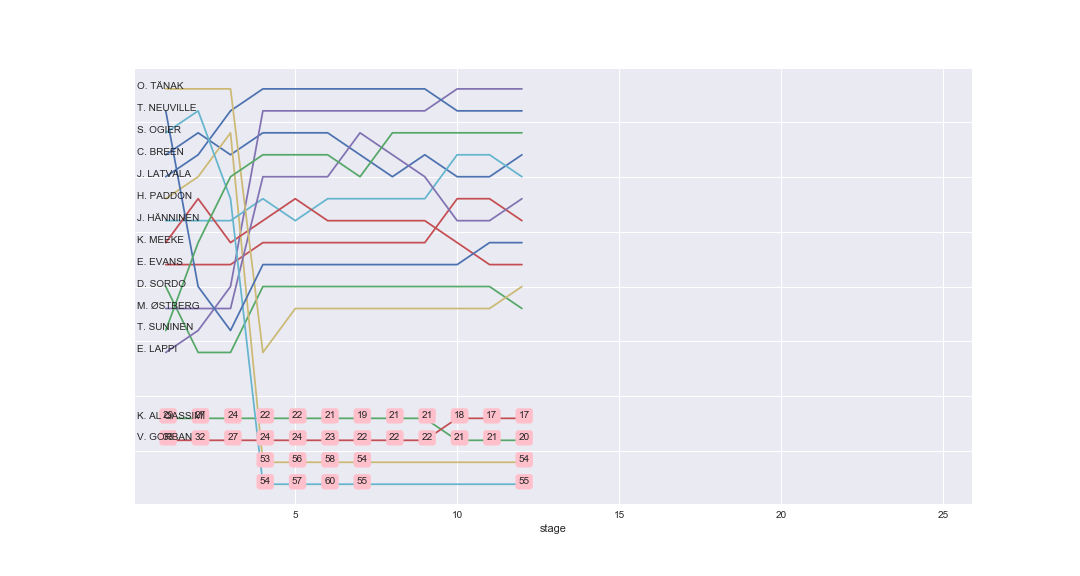 O. TÄNAK
T. NEUVILLE
S. OGIER
C. BREEN
J. LATVALA
H. PADDON
J. HÄNNINEN
K. MEEKE
E. EVANS
D. SORDO
M. ØSTBERG
T. SUNINEN
E. LAPPI
K. AL QASSIMI 24 22 22 21 19 21 21 18 17 17
V. GORBAN 32 27 24 24 23 22 22 22 21 21 20
53 56 58 54 54
54 57 60 55 55
5 10 15 20 25
stage